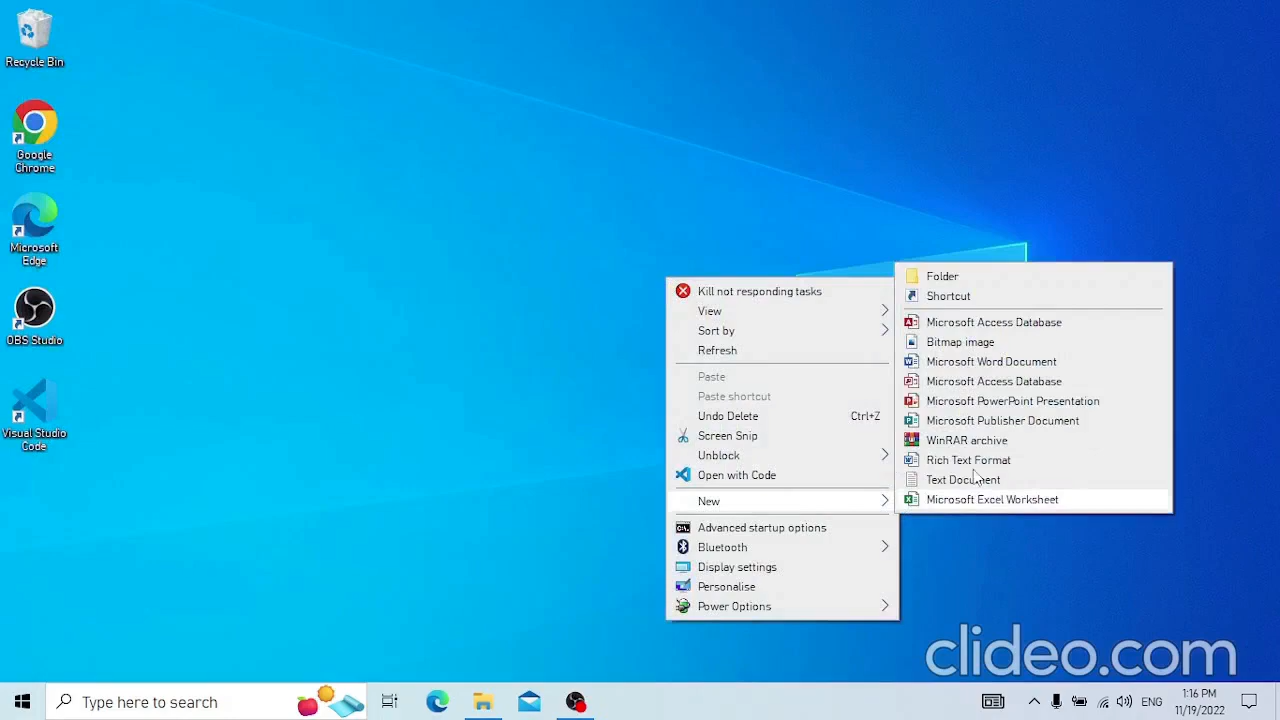 Recycle Bin
Google
Chrome
Microsoft
Edge
OBS Studio
Visual Studio
Code
Kill not responding tasks
View
Sort by
Refresh
Paste
Paste shortcut
Undo Delete Ctrl+Z
Screen Snip
Unblock
Open with Code
New
Advanced startup options
Bluetooth
Display settings
Personalise
Power Options
Folder
Shortcut
Microsoft Access Database
Bitmap image
Microsoft Word Document
Microsoft Access Database
Microsoft PowerPoint Presentation
Microsoft Publisher Document
WinRAR archive
Rich Text Format
Text Document
Microsoft Excel Worksheet
clideo.com
Type here to search
ENG
1:16 PM
11/19/2022